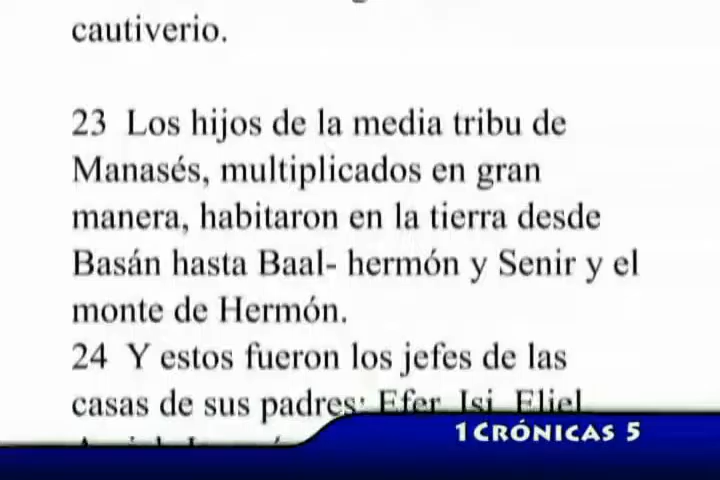 cautiverio.
23 Los hijos de la media tribu de
Manasés, multiplicados en gran
manera, habitaron en la tierra desde
Basán hasta Baal- hermón y Senir y el
monte de Hermón.
24 Y estos fueron los jefes de las
casas de sus padres: Efer, Isi, Eliel,
1CRÓNICAS 5